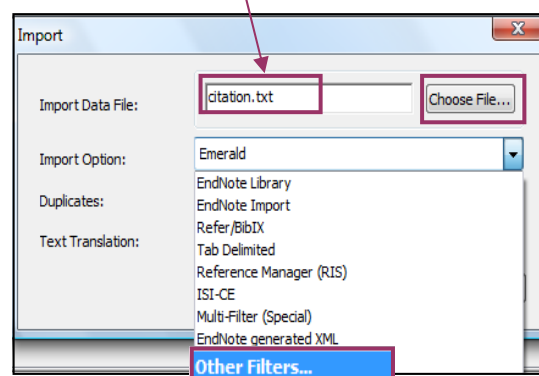 Import
X
Import Data File:
citation.txt
Choose File...
Import Option:
Emerald
EndNote Library
EndNote Import
Duplicates:
Refer/BibIX
Text Translation:
Tab Delimited
Reference Manager (RIS)
ISI-CE
Multi-Filter (Special)
EndNote generated XML
Other Filters...